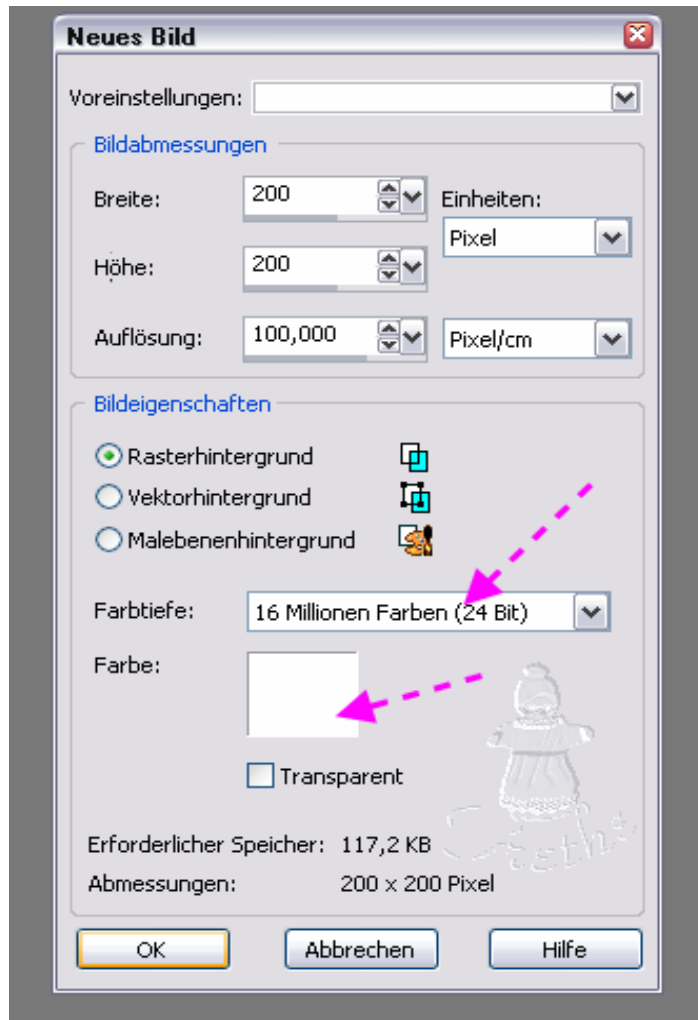 Neues Bild
Voreinstellungen:
Bildabmessungen
Breite: 200 Einheiten:
Pixel
Höhe: 200
Auflösung: 100,000 Pixel/cm
Bildeigenschaften
Rasterhintergrund
Vektorhintergrund
Malebenenhintergrund
Farbtiefe: 16 Millionen Farben (24 Bit)
Farbe:
Transparent
Erforderlicher Speicher: 117,2 KB
Abmessungen: 200 x 200 Pixel
OK Abbrechen Hilfe